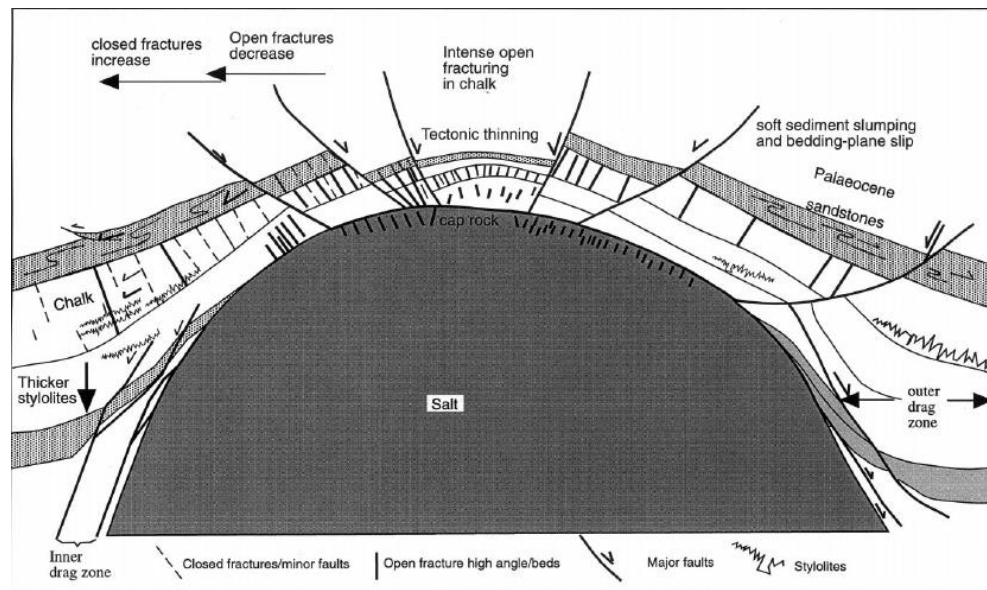 closed fractures
increase
Open fractures
decrease
Intense open
fracturing
in chalk
Tectonic thinning
soft sediment slumping
and bedding-plane slip
Palaeocene
sandstones
cap rock
Chalk
Thicker
stylolites
Salt
outer
drag
zone
Inner
drag zone
Closed fractures/minor faults
Open fracture high angle/beds
Major faults
Stylolites